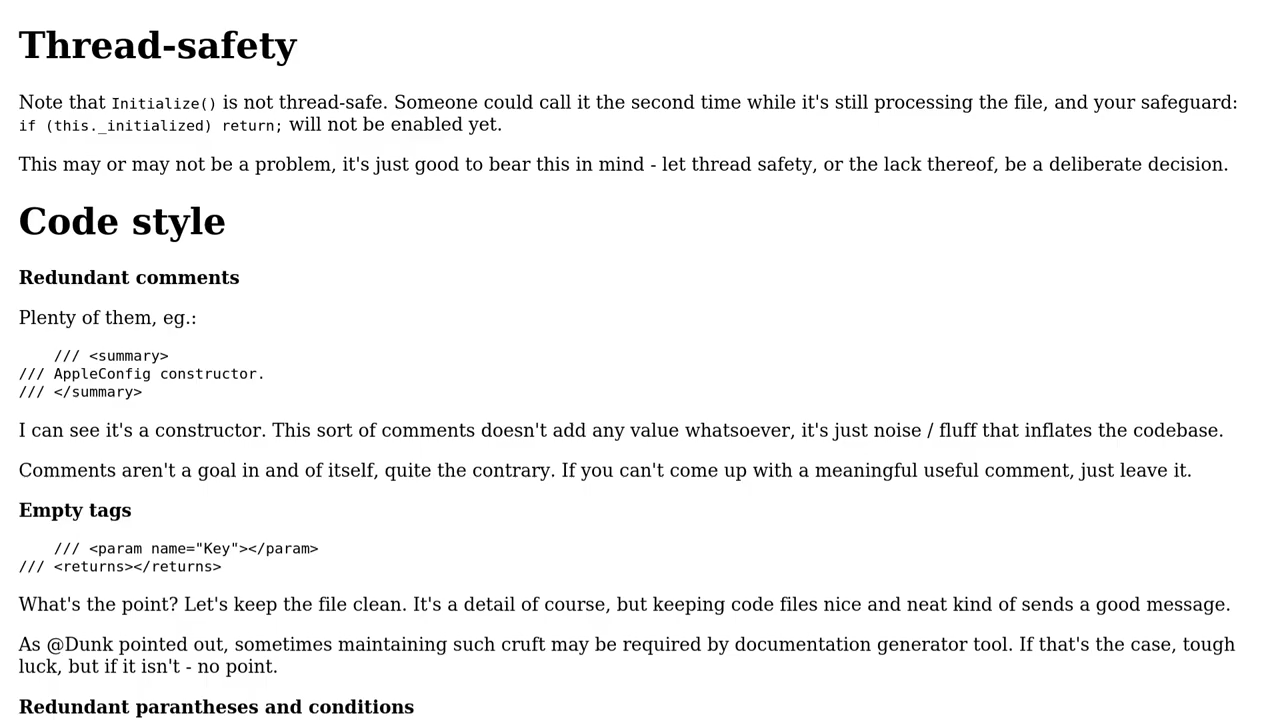 Thread-safety
Note that Initialize() is not thread-safe. Someone could call it the second time while it's still processing the file, and your safeguard:
if (this._initialized) return; will not be enabled yet.
This may or may not be a problem, it's just good to bear this in mind - let thread safety, or the lack thereof, be a deliberate decision.
Code style
Redundant comments
Plenty of them, eg.:
/// <summary>
/// AppleConfig constructor.
/// </summary>
I can see it's a constructor. This sort of comments doesn't add any value whatsoever, it's just noise / fluff that inflates the codebase.
Comments aren't a goal in and of itself, quite the contrary. If you can't come up with a meaningful useful comment, just leave it.
Empty tags
/// <param name="Key"></param>
/// <returns></returns>
What's the point? Let's keep the file clean. It's a detail of course, but keeping code files nice and neat kind of sends a good message.
As @Dunk pointed out, sometimes maintaining such cruft may be required by documentation generator tool. If that's the case, tough
luck, but if it isn't - no point.
Redundant parantheses and conditions